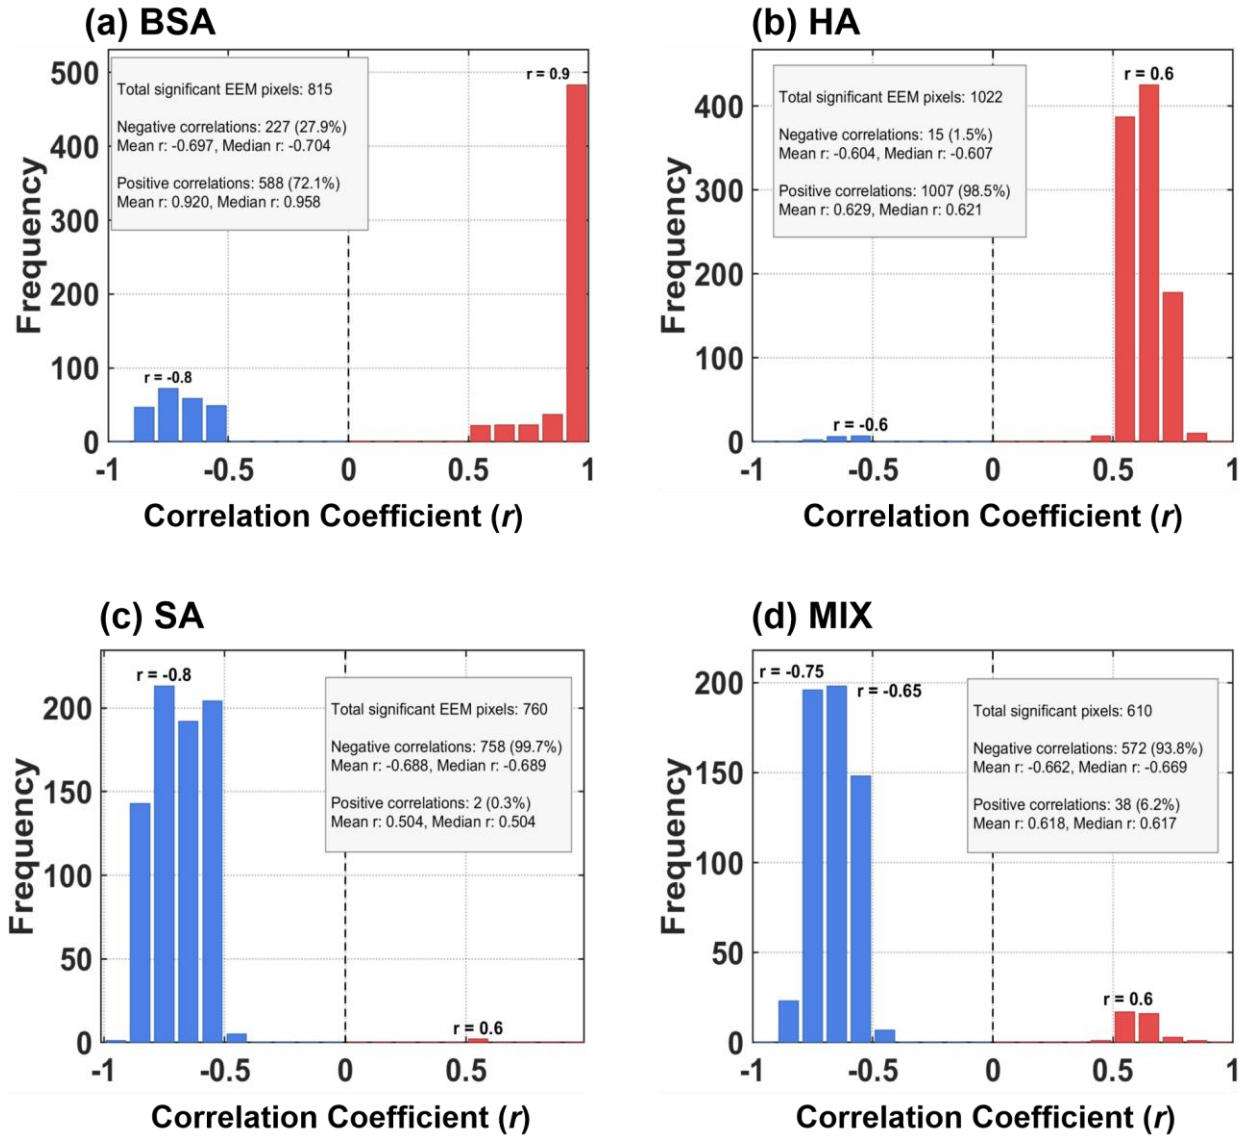 (a) BSA
Frequency
500
400
300
200
100
0
Total significant EEM pixels: 815
Negative correlations: 227 (27.9%)
Mean r: -0.697, Median r: -0.704
Positive correlations: 588 (72.1%)
Mean r: 0.920, Median r: 0.958
r = 0.9
r = -0.8
-1
-0.5
0
0.5
1
Correlation Coefficient (r)
(b) HA
Frequency
400
300
200
100
0
Total significant EEM pixels: 1022
Negative correlations: 15 (1.5%)
Mean r: -0.604, Median r: -0.607
Positive correlations: 1007 (98.5%)
Mean r: 0.629, Median r: 0.621
r = 0.6
r = -0.6
-1
-0.5
0
0.5
1
Correlation Coefficient (r)
(c) SA
Frequency
200
150
100
50
0
r = -0.8
Total significant EEM pixels: 760
Negative correlations: 758 (99.7%)
Mean r: -0.688, Median r: -0.689
Positive correlations: 2 (0.3%)
Mean r: 0.504, Median r: 0.504
r = 0.6
-1
-0.5
0
0.5
Correlation Coefficient (r)
(d) MIX
Frequency
200
150
100
50
0
r = -0.75
r = -0.65
Total significant pixels: 610
Negative correlations: 572 (93.8%)
Mean r: -0.662, Median r: -0.669
Positive correlations: 38 (6.2%)
Mean r: 0.618, Median r: 0.617
r = 0.6
-1
-0.5
0
0.5
1
Correlation Coefficient (r)